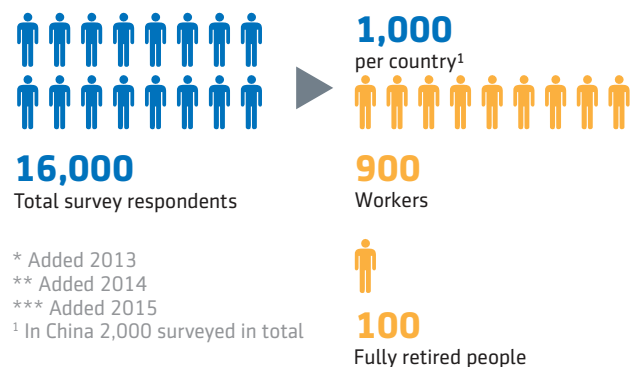 16,000
Total survey respondents
* Added 2013
** Added 2014
*** Added 2015
¹ In China 2,000 surveyed in total
1,000
per country¹
900
Workers
100
Fully retired people